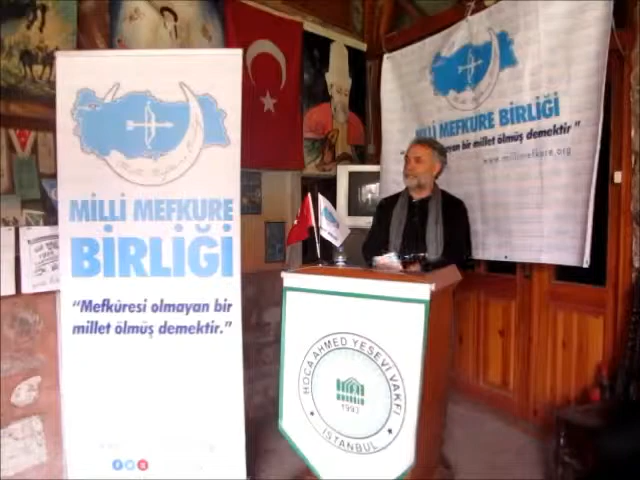 MİLLİ MEFKURE
BİRLİĞİ
“Mefkûresi olmayan bir
millet ölmüş demektir.”
MİLLİ MEFKURE BİRLİĞİ
olmayan bir millet ölmüş demektir”
www.millimefkure.org
HOCA AHMED YESEVİ VAKFI
1993
İSTANBUL